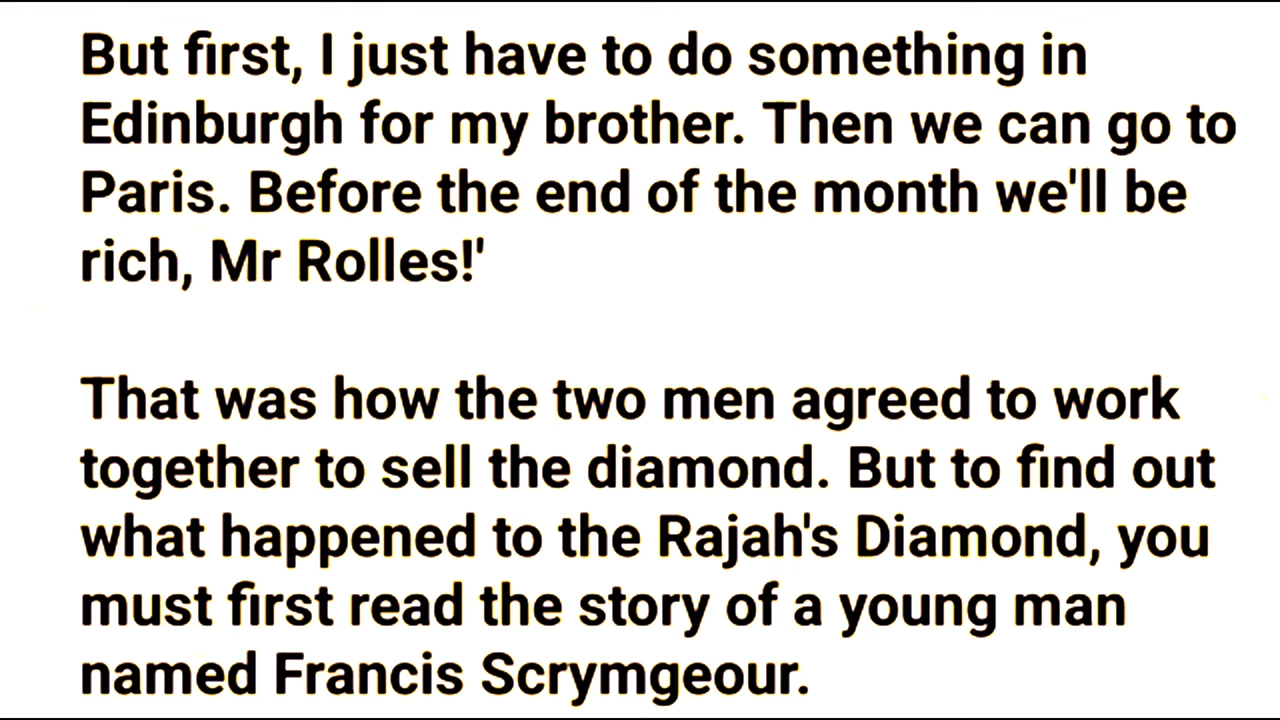 But first, I just have to do something in
Edinburgh for my brother. Then we can go to
Paris. Before the end of the month we'll be
rich, Mr Rolles!'
That was how the two men agreed to work
together to sell the diamond. But to find out
what happened to the Rajah's Diamond, you
must first read the story of a young man
named Francis Scrymgeour.